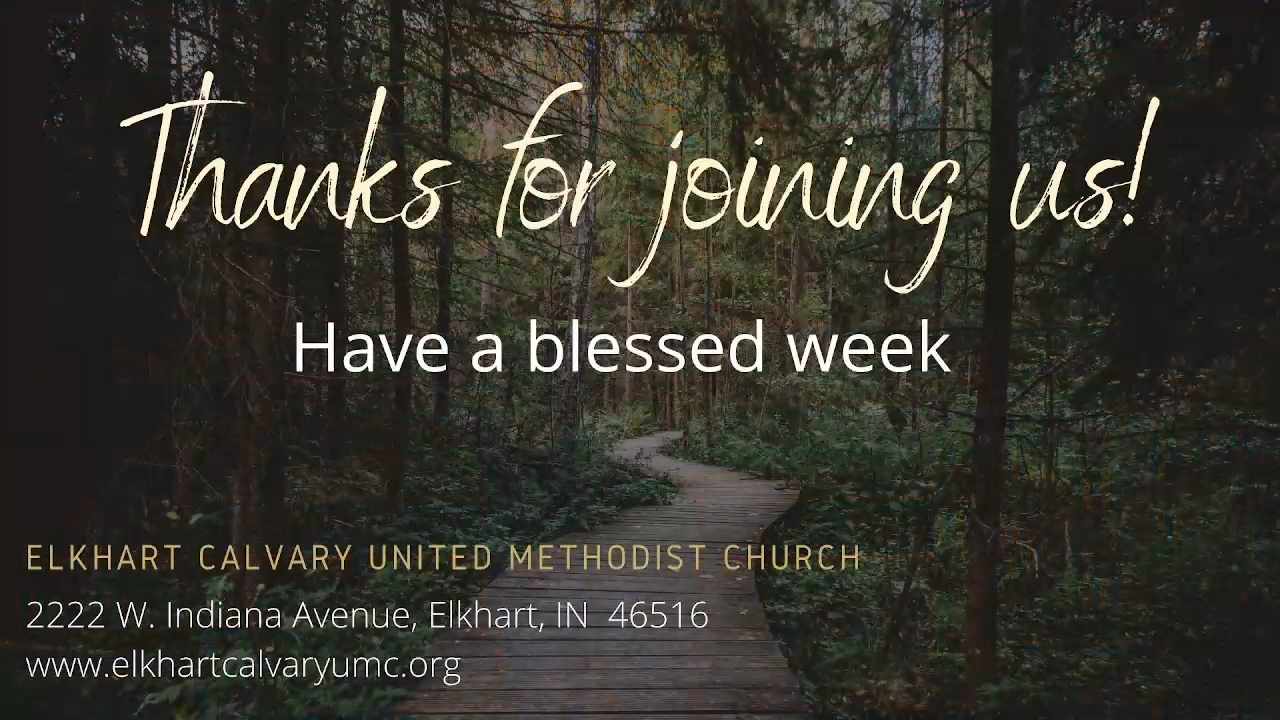 Thanks for joining us!
Have a blessed week
ELKHART CALVARY UNITED METHODIST CHURCH
2222 W. Indiana Avenue, Elkhart, IN  46516
www.elkhartcalvaryumc.org